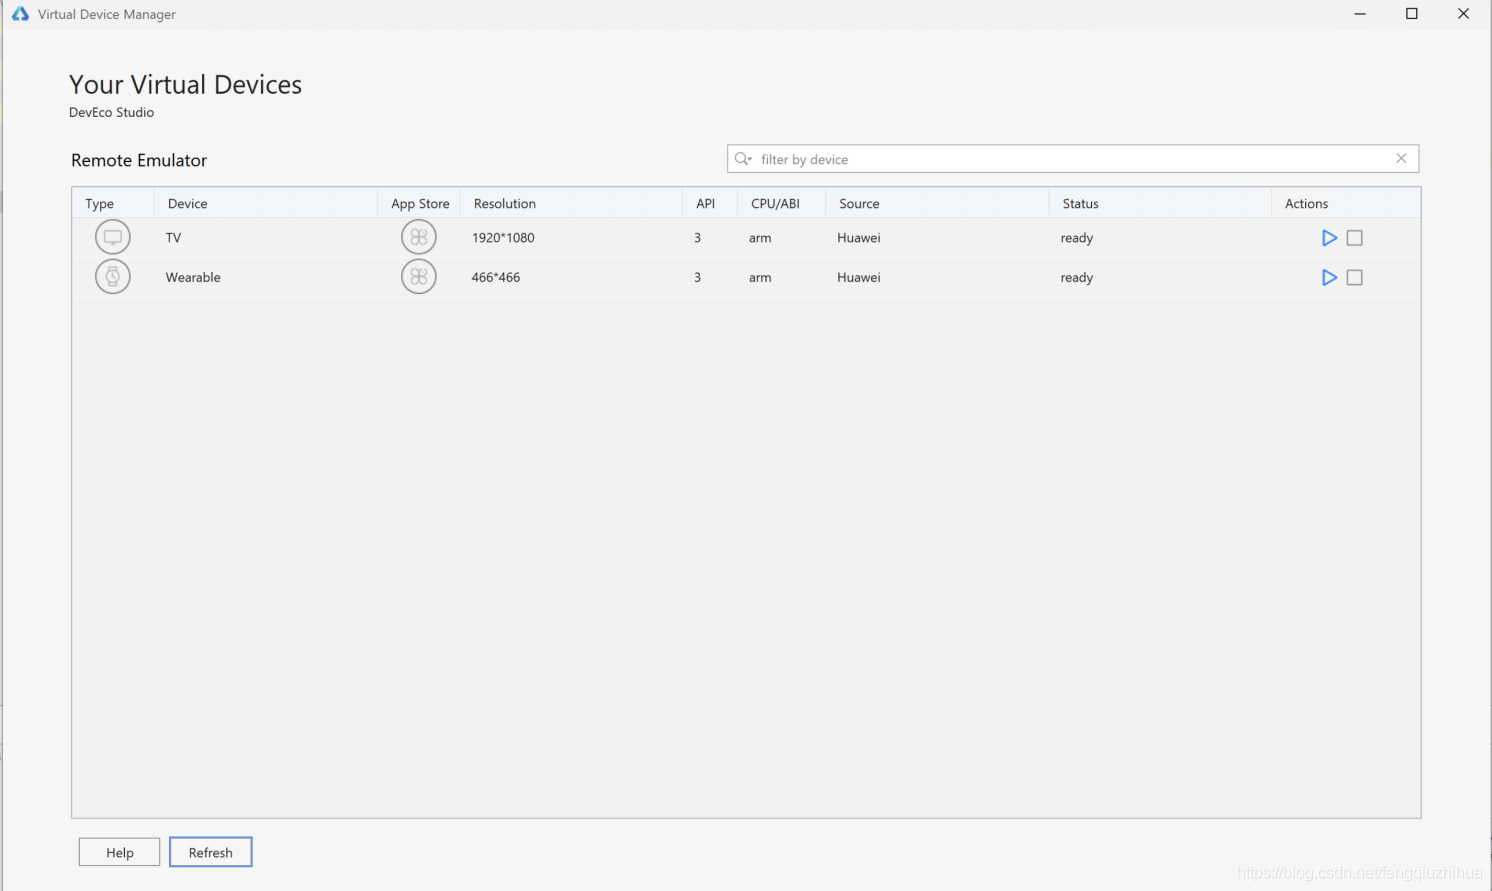 Virtual Device Manager
Your Virtual Devices
DevEco Studio
Remote Emulator
filter by device
Type Device App Store Resolution API CPU/ABI Source Status Actions
TV 1920*1080 3 arm Huawei ready
Wearable 466*466 3 arm Huawei ready
Help Refresh
https://blog.csdn.net/fengqiuzhihua